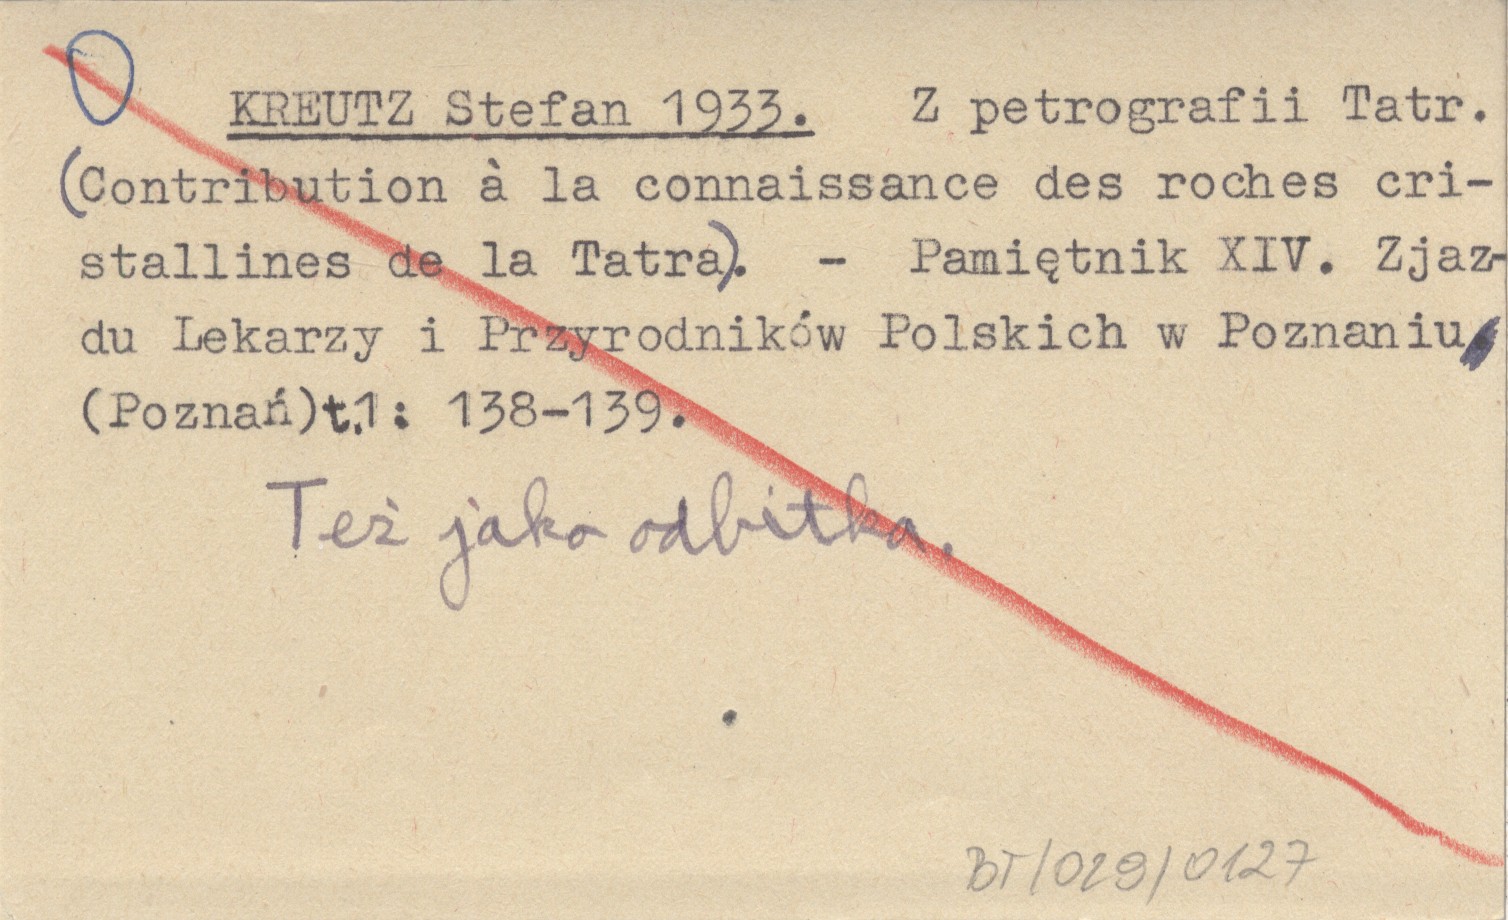 KREUTZ Stefan 1933. Z petrografii Tatr.
(Contribution à la connaissance des roches cri-
stallines de la Tatra). - Pamiętnik XIV. Zjaz-
du Lekarzy i Przyrodników Polskich w Poznaniu
(Poznań)t.1: 138-139.
Też jako odbitka.
BT/029/0127